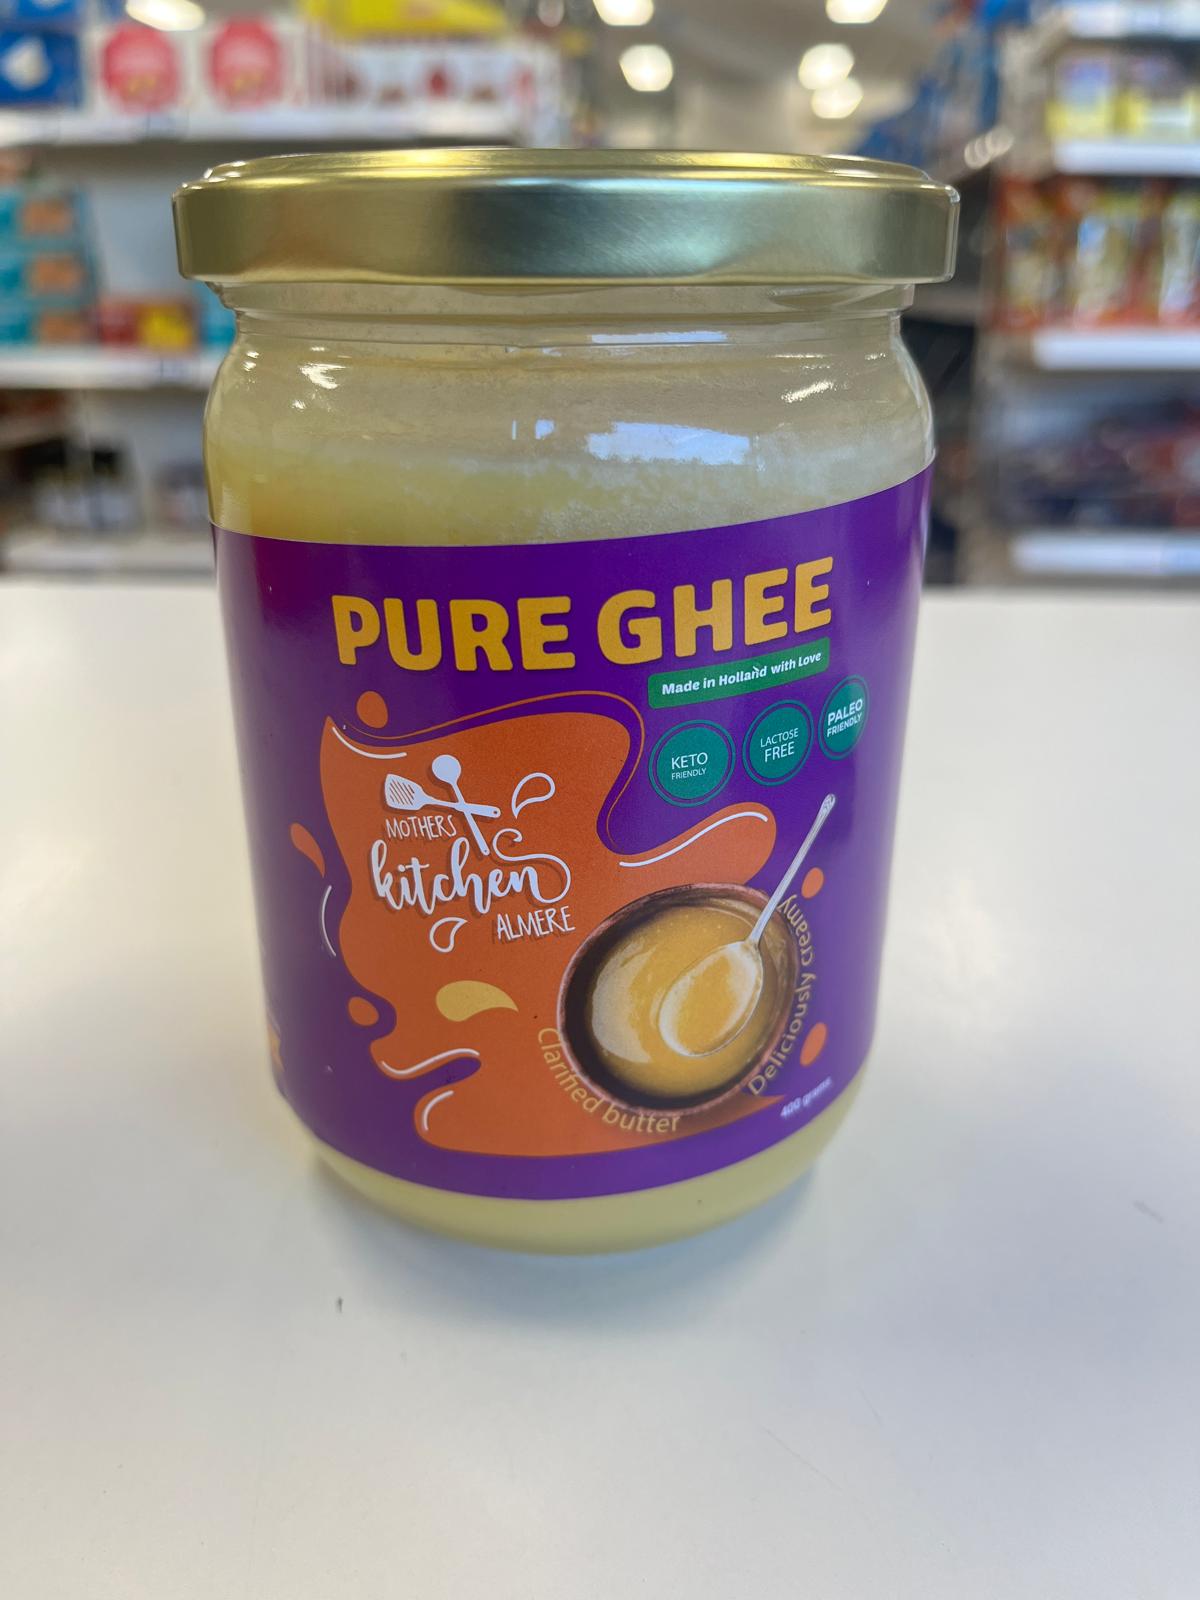 PURE GHEE
Made in Holland with Love
KETO
FRIENDLY
LACTOSE
FREE
PALEO
FRIENDLY
MOTHERS
kitchen
ALMERE
Clarified butter
Deliciously creamy
400 grams